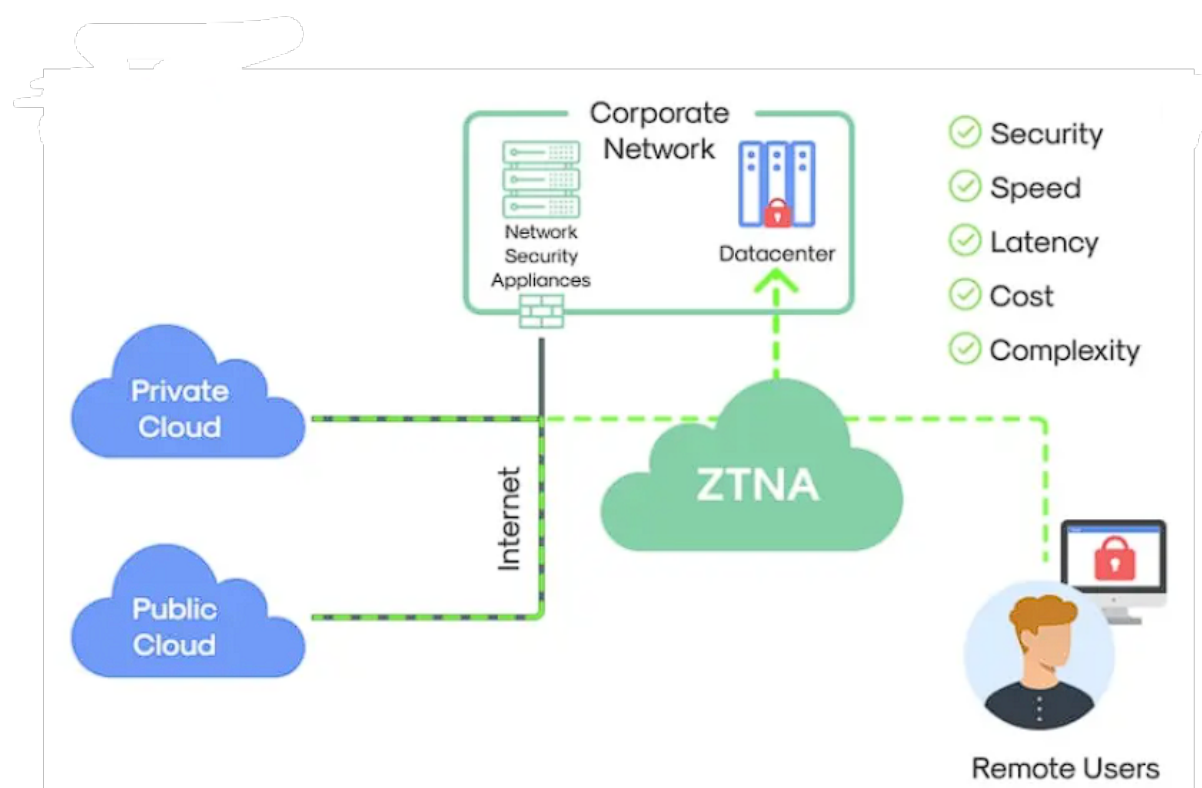 Corporate
Network
Network
Security
Appliances
Datacenter
Security
Speed
Latency
Cost
Complexity
Private
Cloud
Internet
ZTNA
Public
Cloud
Remote Users